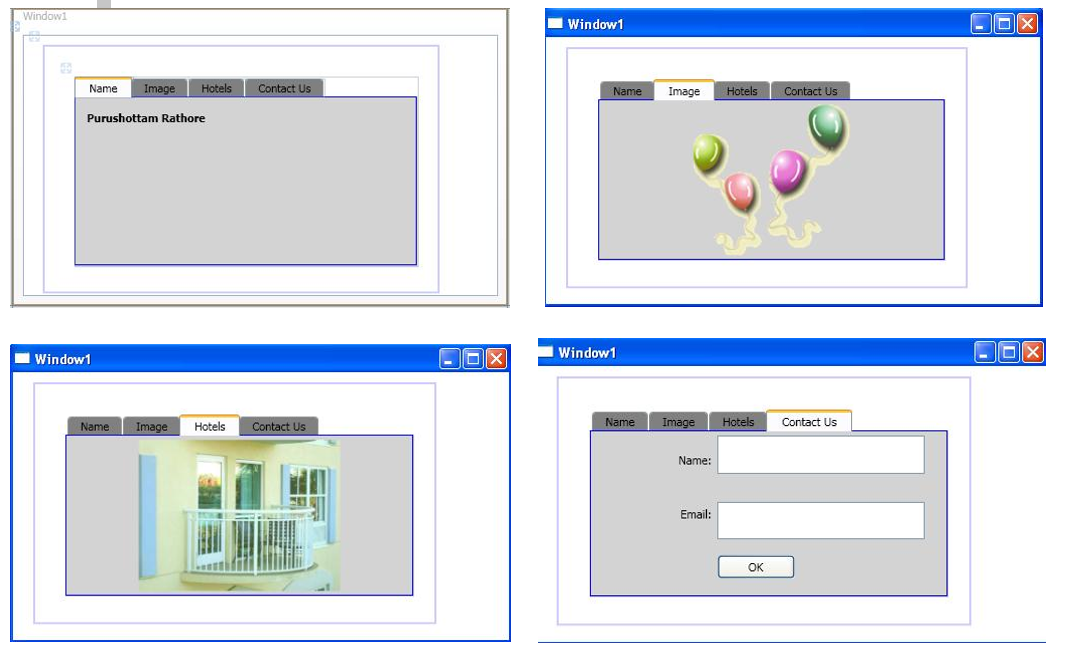 Window1
Name Image Hotels Contact Us
Purushottam Rathore
Window1
Name Image Hotels Contact Us
Window1
Name Image Hotels Contact Us
Window1
Name Image Hotels Contact Us
Name:
Email:
OK